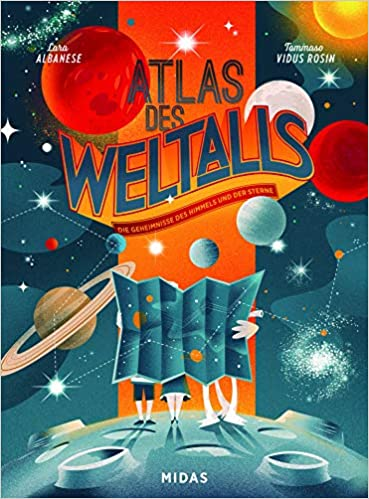 Lara
ALBANESE
Tommaso
VIDUS ROSIN
ATLAS
DES
WELTALLS
DIE GEHEIMNISSE DES HIMMELS UND DER STERNE
MIDAS